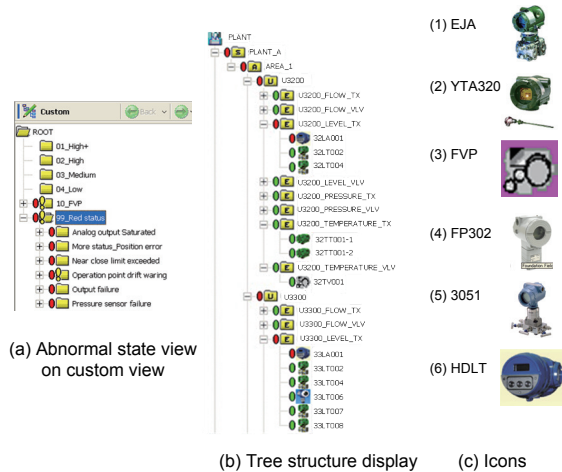 Custom
Back
ROOT
01_High+
02_High
03_Medium
04_Low
10_FVP
99_Red status
Analog output Saturated
More status_Position error
Near close limit exceeded
Operation point drift waring
Output failure
Pressure sensor failure
(a) Abnormal state view
on custom view
PLANT
S PLANT_A
A AREA_1
U U3200
E U3200_FLOW_TX
E U3200_FLOW_VLV
E U3200_LEVEL_TX
32LA001
32LT002
32LT004
E U3200_LEVEL_VLV
E U3200_PRESSURE_TX
E U3200_PRESSURE_VLV
E U3200_TEMPERATURE_TX
32TT001-1
32TT001-2
E U3200_TEMPERATURE_VLV
32TV001
U U3300
E U3300_FLOW_TX
E U3300_FLOW_VLV
E U3300_LEVEL_TX
33LA001
33LT002
33LT004
33LT006
33LT007
33LT008
(b) Tree structure display
(1) EJA
(2) YTA320
(3) FVP
(4) FP302
Foundation Fieldb
(5) 3051
(6) HDLT
(c) Icons